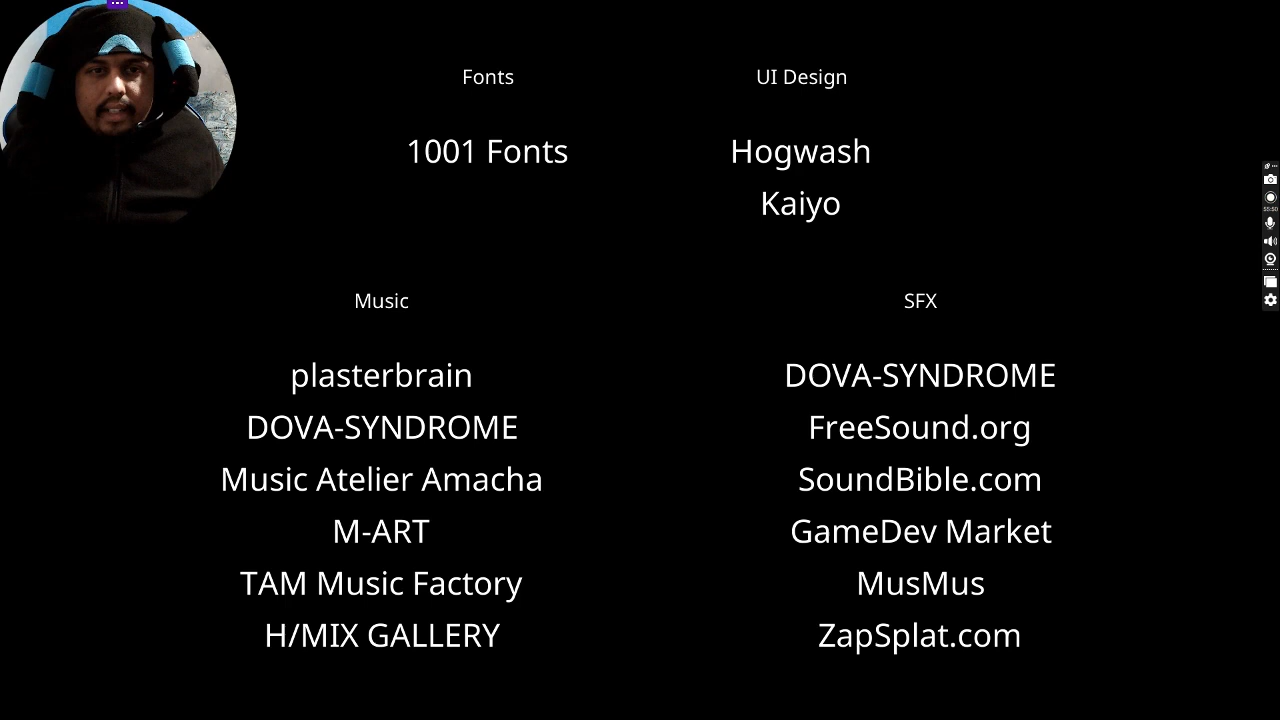 Fonts
1001 Fonts
UI Design
Hogwash
Kaiyo
Music
plasterbrain
DOVA-SYNDROME
Music Atelier Amacha
M-ART
TAM Music Factory
H/MIX GALLERY
SFX
DOVA-SYNDROME
FreeSound.org
SoundBible.com
GameDev Market
MusMus
ZapSplat.com